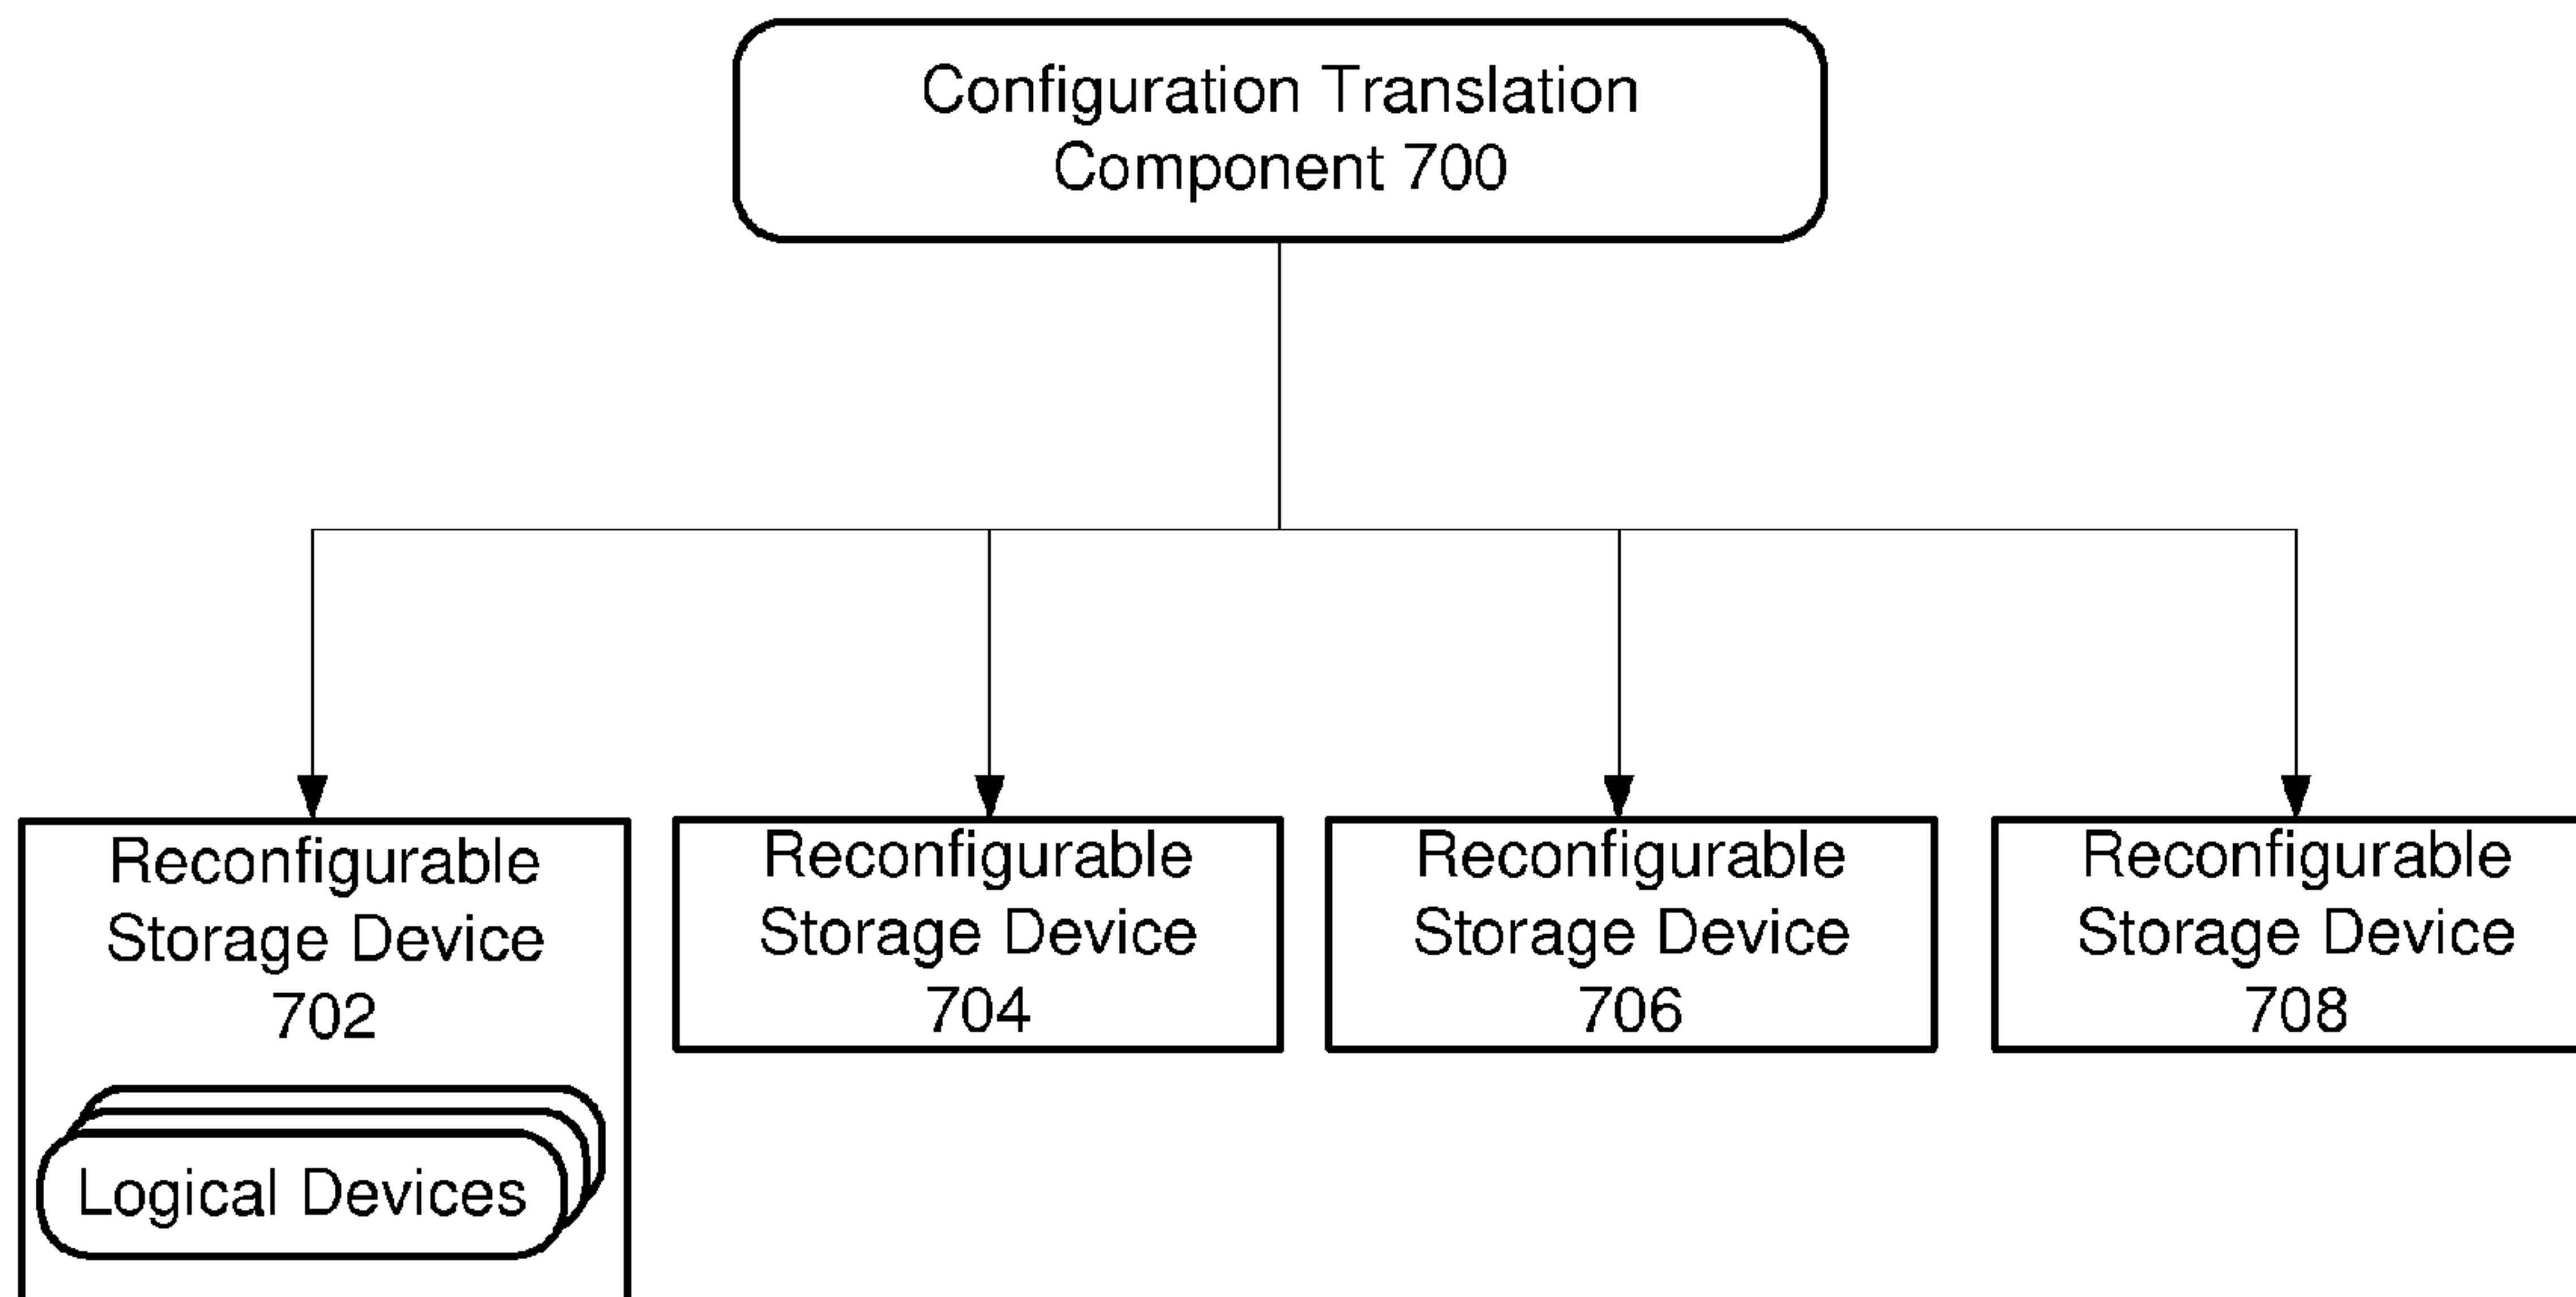 Configuration Translation
Component 700
Reconfigurable
Storage Device
702
Logical Devices
Reconfigurable
Storage Device
704
Reconfigurable
Storage Device
706
Reconfigurable
Storage Device
708